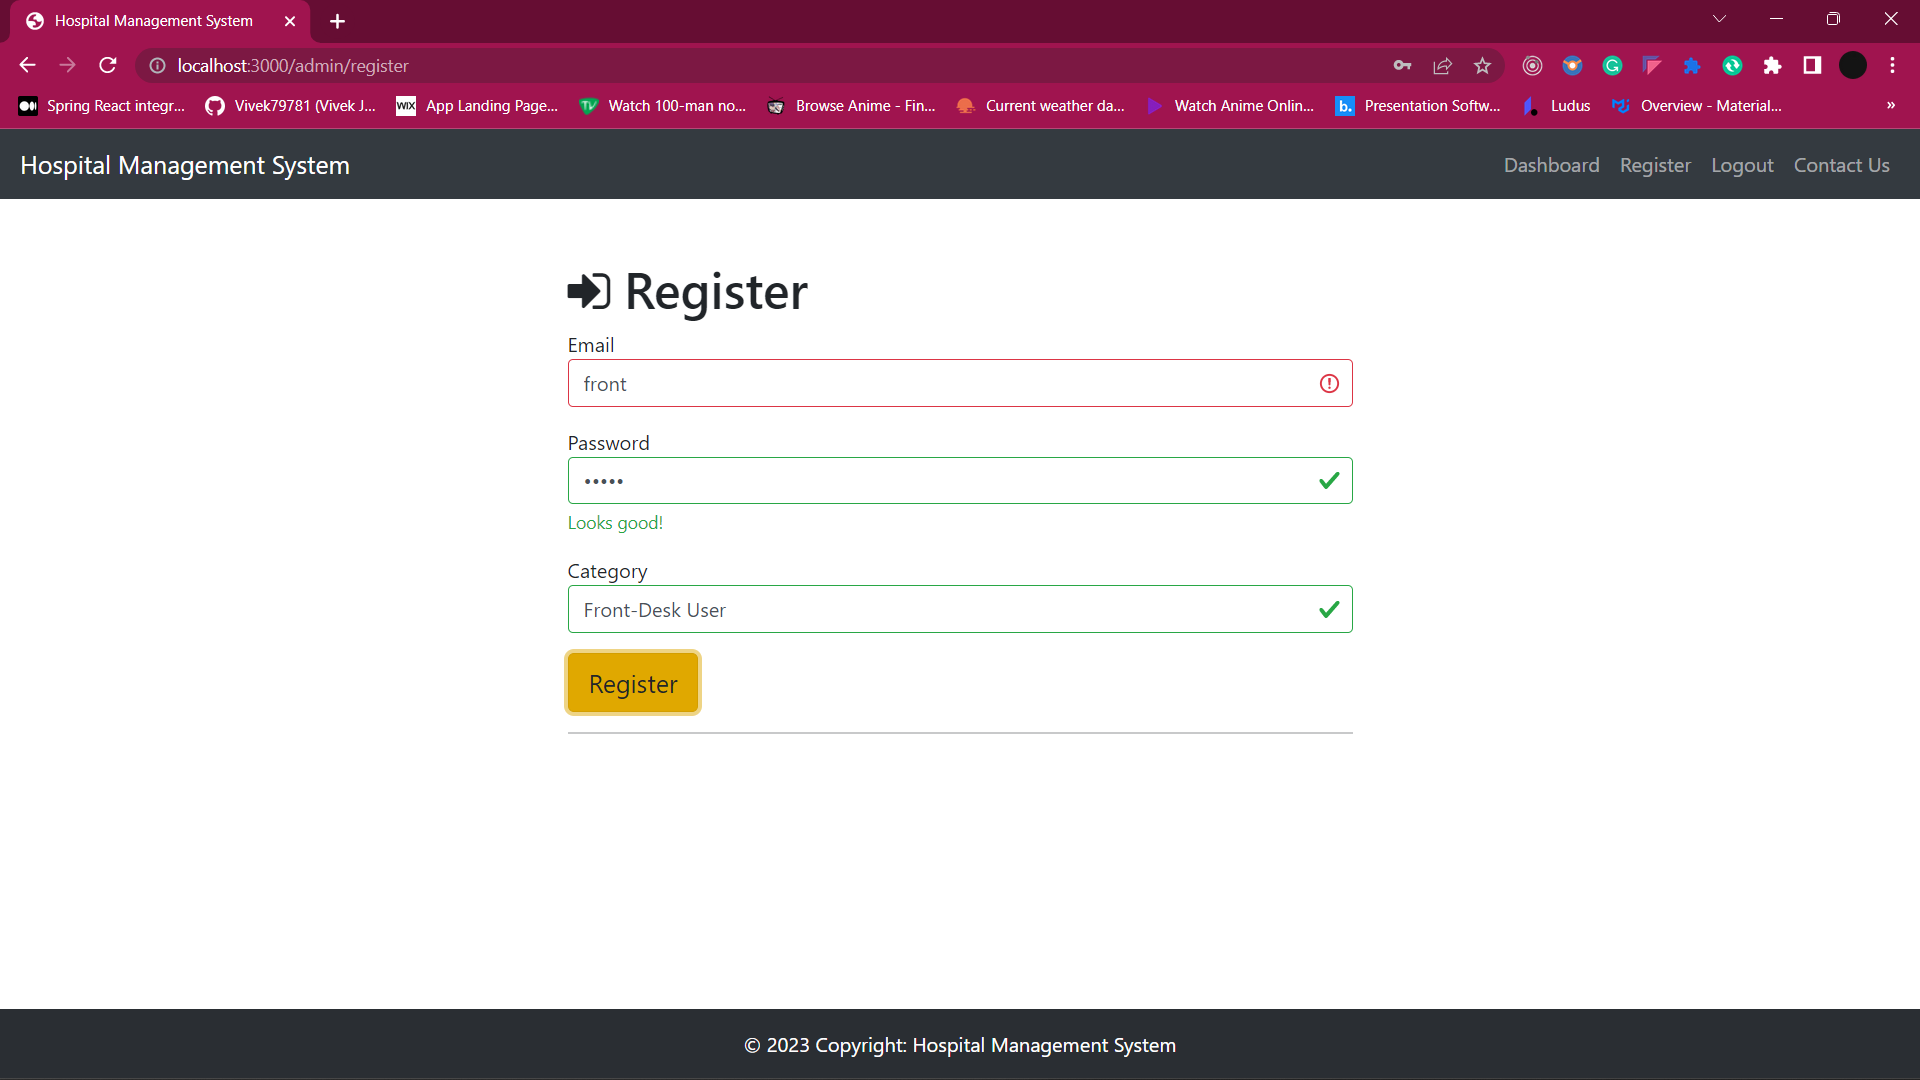 Hospital Management System
localhost:3000/admin/register
Spring React integr... Vivek79781 (Vivek J... WIX App Landing Page... TV Watch 100-man no... Browse Anime - Fin... Current weather da... Watch Anime Onlin... b. Presentation Softw... Ludus Overview - Material... »
Hospital Management System Dashboard Register Logout Contact Us
Register
Email
front
Password
•••••
Looks good!
Category
Front-Desk User
Register
© 2023 Copyright: Hospital Management System